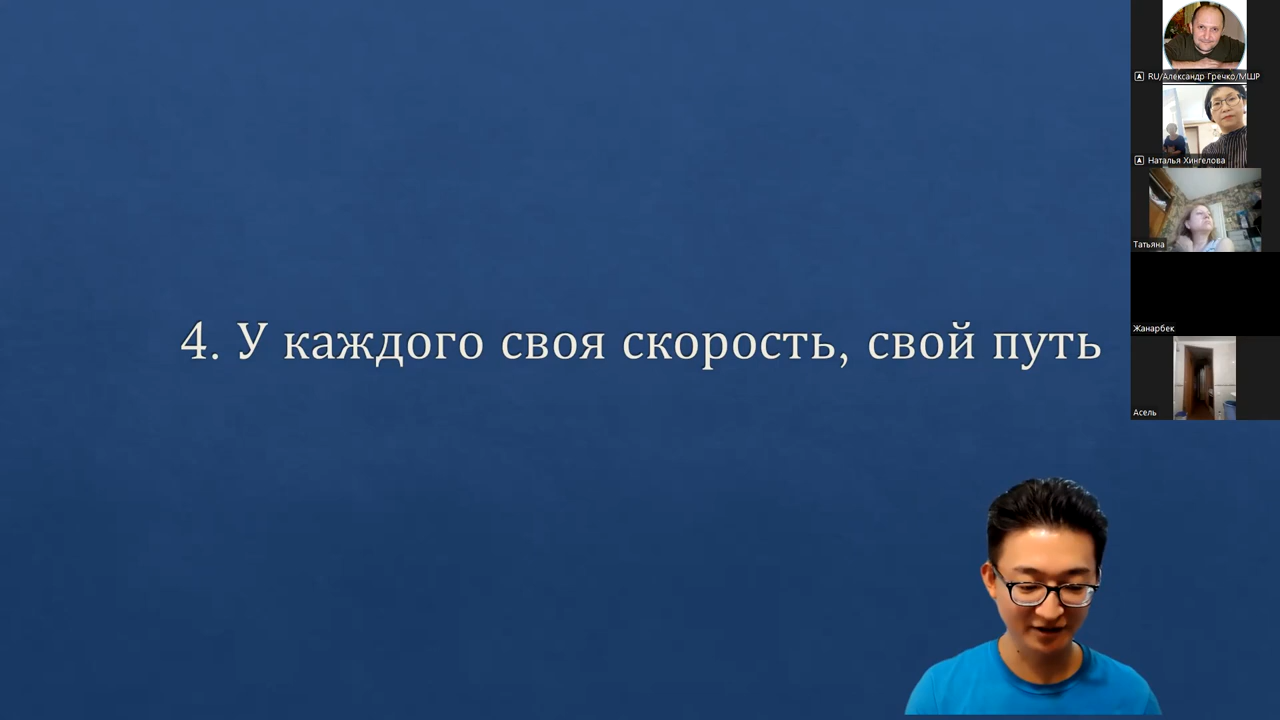 4. У каждого своя скорость, свой путь
RU/Александр Гречко/МШР
Наталья Хингелова
Татьяна
Жанарбек
Асель